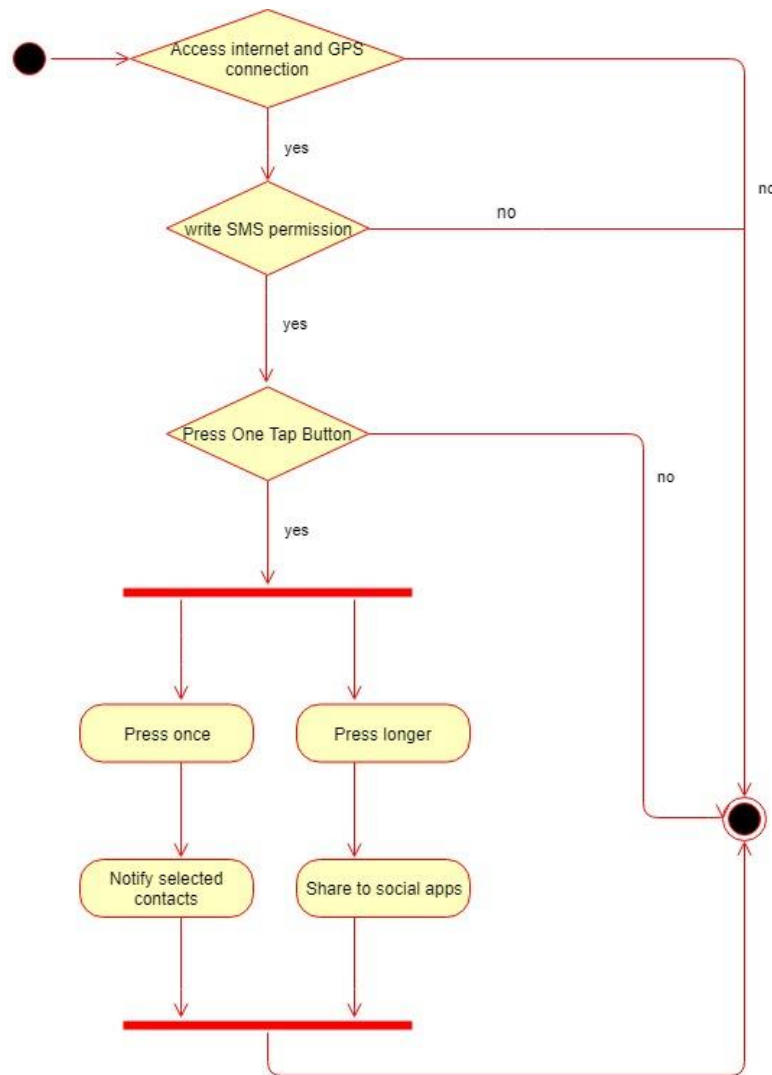 Access internet and GPS
connection
yes
no
write SMS permission
no
yes
Press One Tap Button
no
yes
Press once
Press longer
Notify selected
contacts
Share to social apps